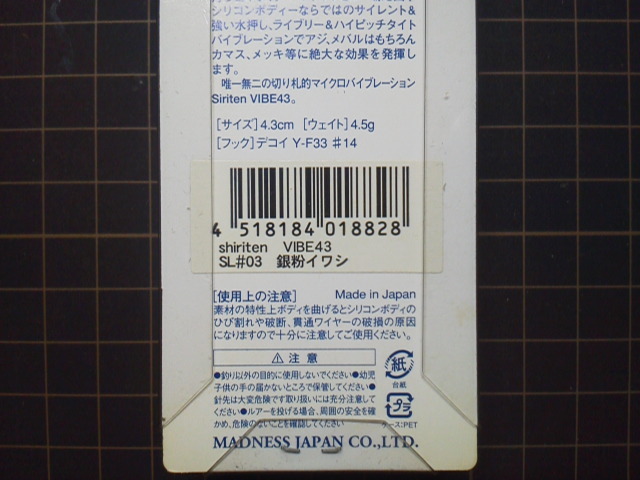 シリコンボディーならではのサイレント&
強い水押し、ライブリー&ハイピッチタイト
バイブレーションでアジ、メバルはもちろん
カマス、メッキ等に絶大な効果を発揮し
ます。
唯一無二の切り札的マイクロバイブレーション
Siriten VIBE43。
[サイズ]4.3cm [ウェイト]4.5g
[フック]デコイ Y-F33 #14
4 518184 018828
shiriten VIBE43
SL#03 銀粉イワシ
[使用上の注意] Made in Japan
素材の特性上ボディを曲げるとシリコンボディの
ひび割れや破断、貫通ワイヤーの破損の原因
になりますので十分に注意してご使用ください。
⚠注意
●釣り以外の目的に使用しないでください●幼児
子供の手の届かないところで保管してください●
針先は大変危険です取り扱いには充分注意して
ください●ルアーを投げる場合、周囲の安全を確
かめ、危険のないことを確認してください
紙
台紙
プラ
ケース:PET
MADNESS JAPAN CO.,LTD.